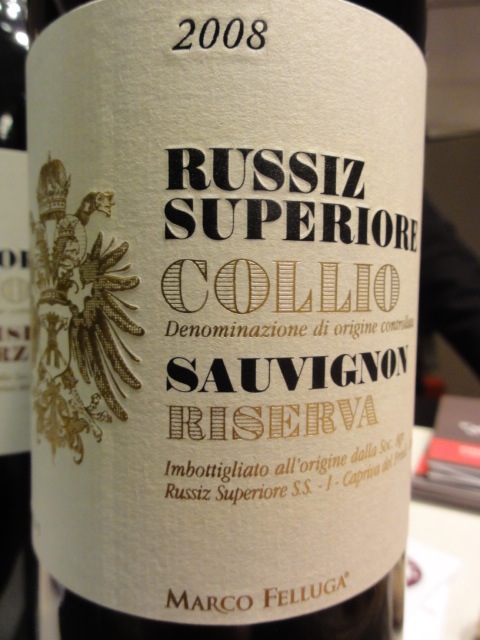 2008
RUSSIZ
SUPERIORE
COLLIO
Denominazione di origine controllata
SAUVIGNON
RISERVA
Imbottigliato all'origine dalla Soc. agr.
Russiz Superiore S.S. - I - Capriva del
MARCO FELLUGA®